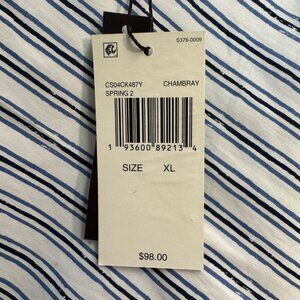 S376-0009
CS04CK487Y CHAMBRAY
SPRING 2
1 93600 89213 4
SIZE XL
$98.00